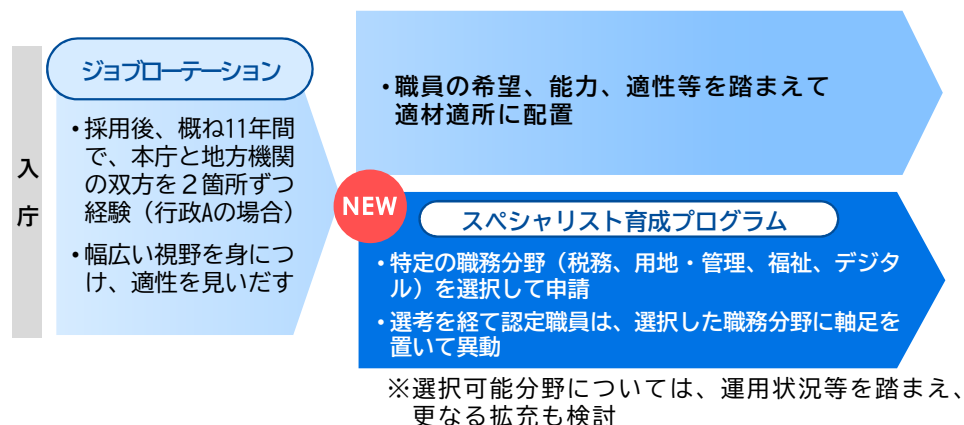 入
庁
ジョブローテーション
・採用後、概ね11年間
で、本庁と地方機関
の双方を２箇所ずつ
経験（行政Aの場合）
・幅広い視野を身につ
け、適性を見いだす
・職員の希望、能力、適性等を踏まえて
適材適所に配置
NEW
スペシャリスト育成プログラム
・特定の職務分野（税務、用地・管理、福祉、デジタ
ル）を選択して申請
・選考を経て認定職員は、選択した職務分野に軸足を
置いて異動
※選択可能分野については、運用状況等を踏まえ、
更なる拡充も検討